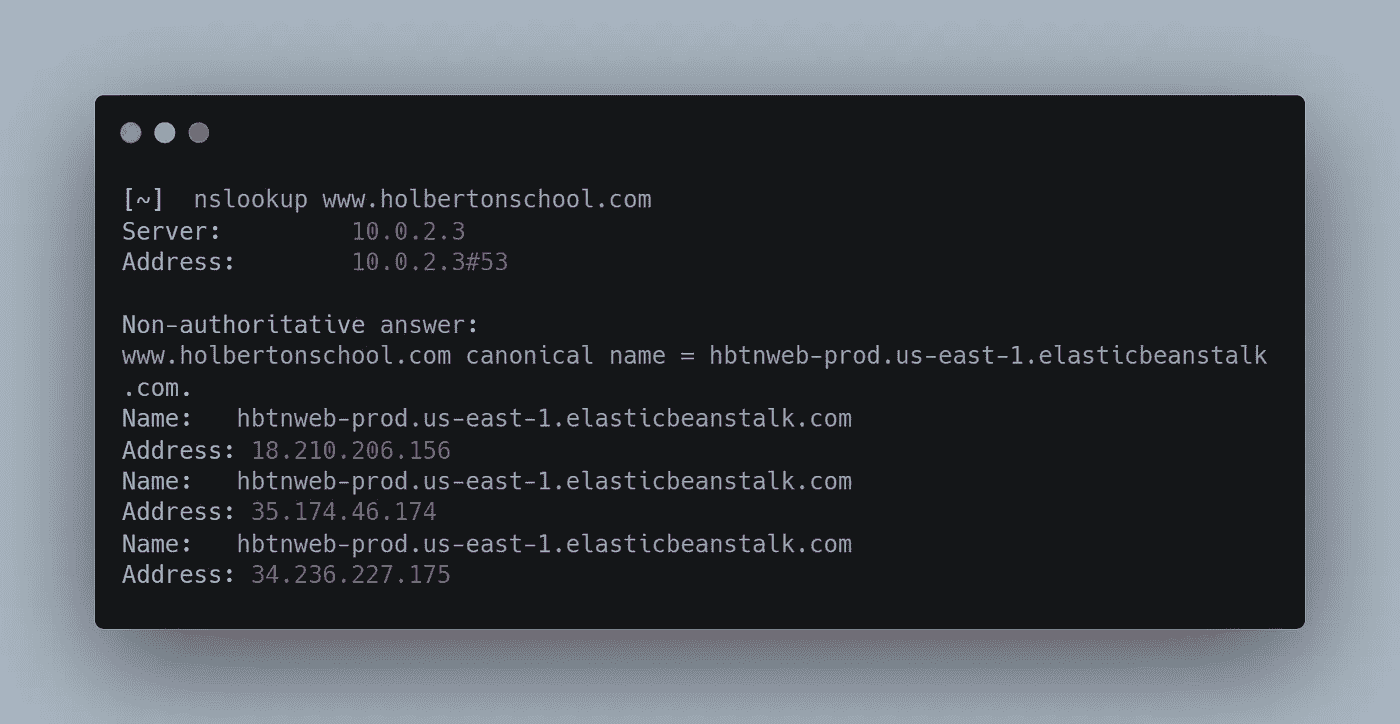 [~]  nslookup www.holbertonschool.com
Server:         10.0.2.3
Address:        10.0.2.3#53

Non-authoritative answer:
www.holbertonschool.com canonical name = hbtnweb-prod.us-east-1.elasticbeanstalk
.com.
Name:   hbtnweb-prod.us-east-1.elasticbeanstalk.com
Address: 18.210.206.156
Name:   hbtnweb-prod.us-east-1.elasticbeanstalk.com
Address: 35.174.46.174
Name:   hbtnweb-prod.us-east-1.elasticbeanstalk.com
Address: 34.236.227.175